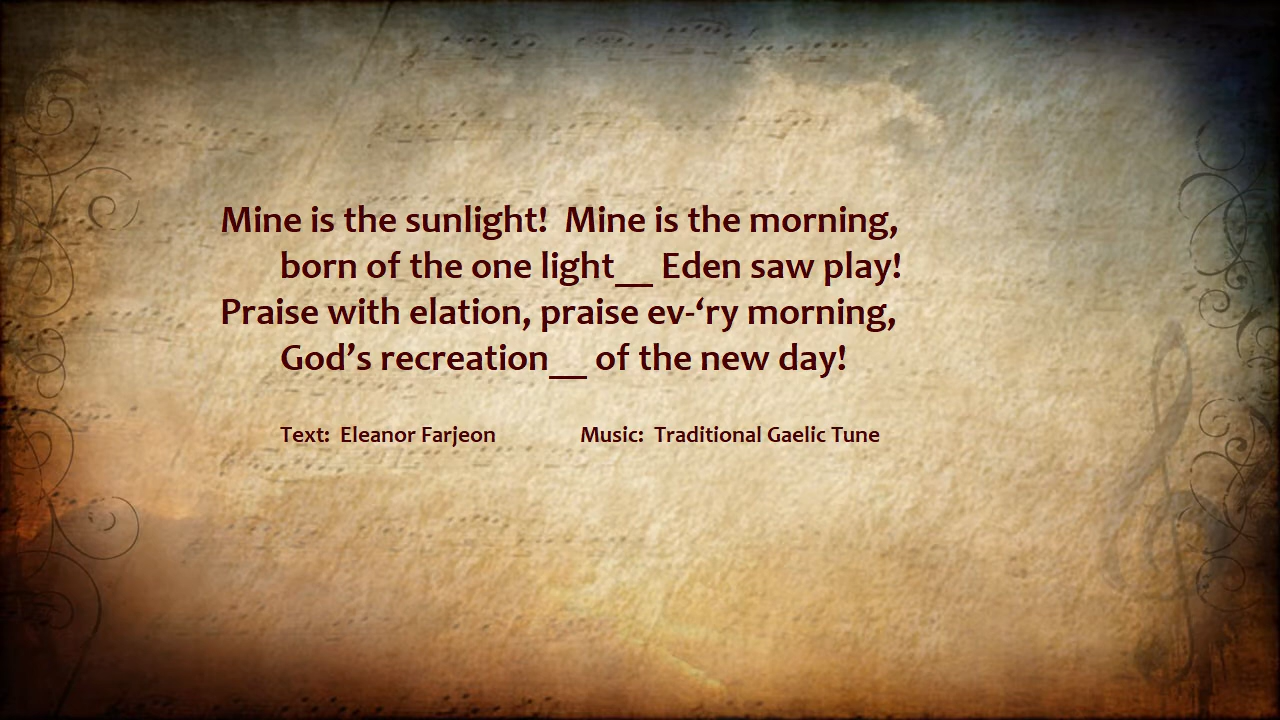 Mine is the sunlight!  Mine is the morning,
born of the one light__ Eden saw play!
Praise with elation, praise ev-‘ry morning,
God’s recreation__ of the new day!
Text:  Eleanor Farjeon  Music:  Traditional Gaelic Tune